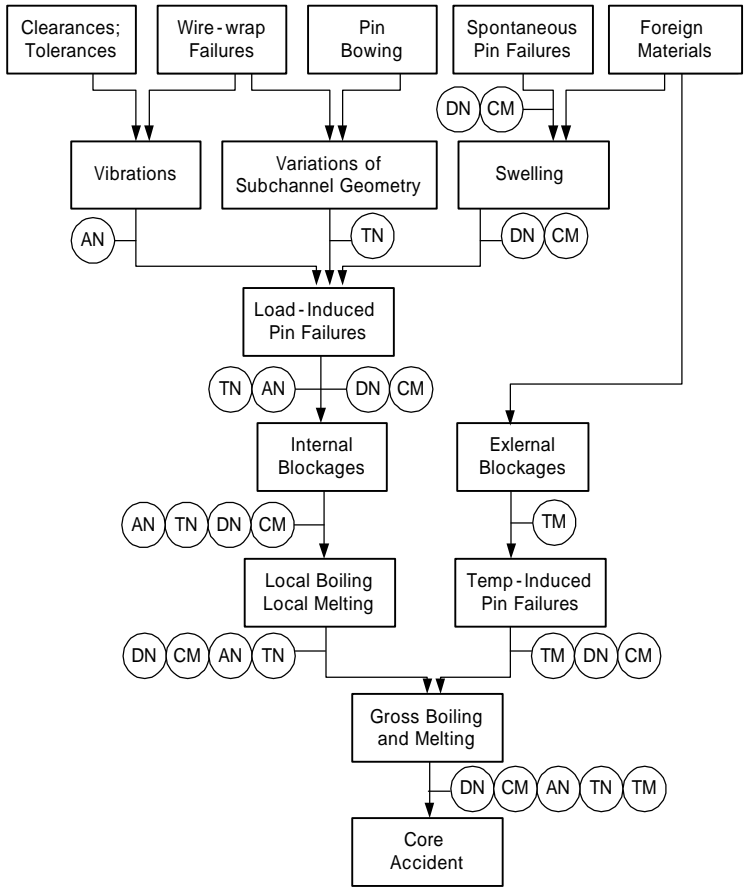 Clearances;
Tolerances
Wire-wrap
Failures
Pin
Bowing
Spontaneous
Pin Failures
Foreign
Materials
DN CM
Vibrations
Variations of
Subchannel Geometry
Swelling
AN
TN
DN CM
Load-Induced
Pin Failures
TN AN
DN CM
Internal
Blockages
Exlernal
Blockages
AN TN DN CM
TM
Local Boiling
Local Melting
Temp-Induced
Pin Failures
DN CM AN TN
TM DN CM
Gross Boiling
and Melting
DN CM AN TN TM
Core
Accident